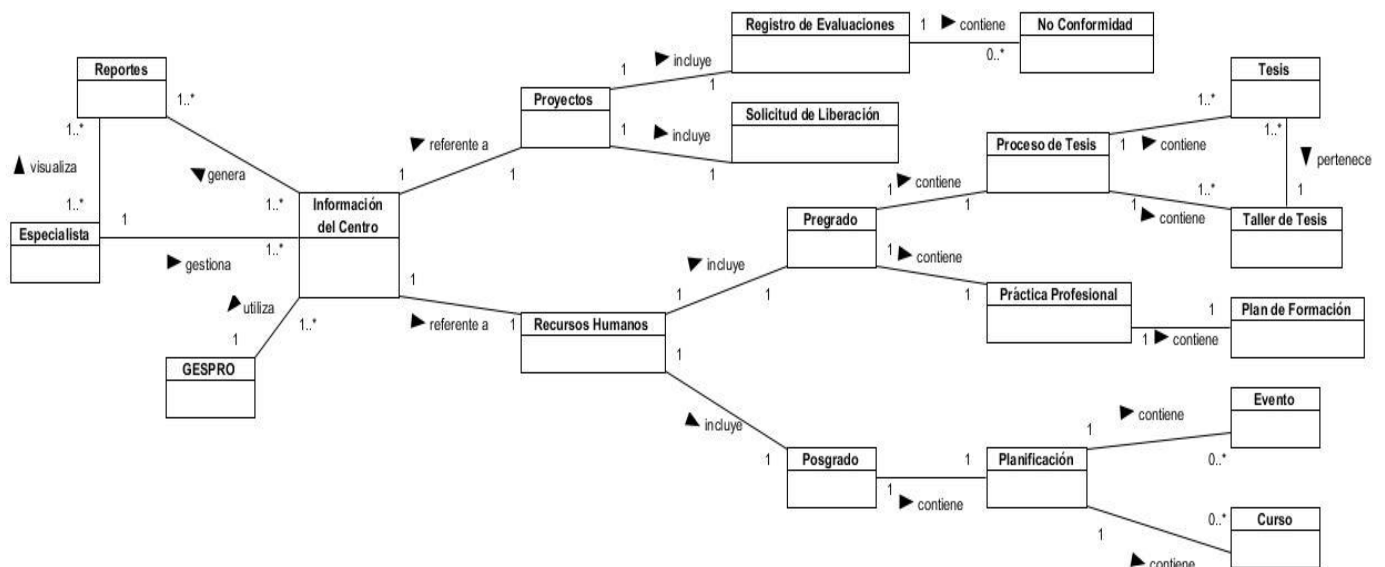 Registro de Evaluaciones
1
contiene
0..*
No Conformidad
Reportes
1..*
1..*
visualiza
1..*
genera
1..*
Especialista
1
gestiona
1..*
Información
del Centro
utiliza
1..*
1
GESPRO
1
referente a
1
Proyectos
1
incluye
1
1
incluye
1
Solicitud de Liberación
1
referente a
1
Recursos Humanos
1
incluye
1
Pregrado
1
contiene
1
Proceso de Tesis
1
contiene
1..*
Tesis
1..*
pertenece
1
1
contiene
1..*
Taller de Tesis
1
contiene
1
Práctica Profesional
1
contiene
1
Plan de Formación
1
incluye
1
Posgrado
1
contiene
1
Planificación
1
contiene
0..*
Evento
1
contiene
0..*
Curso